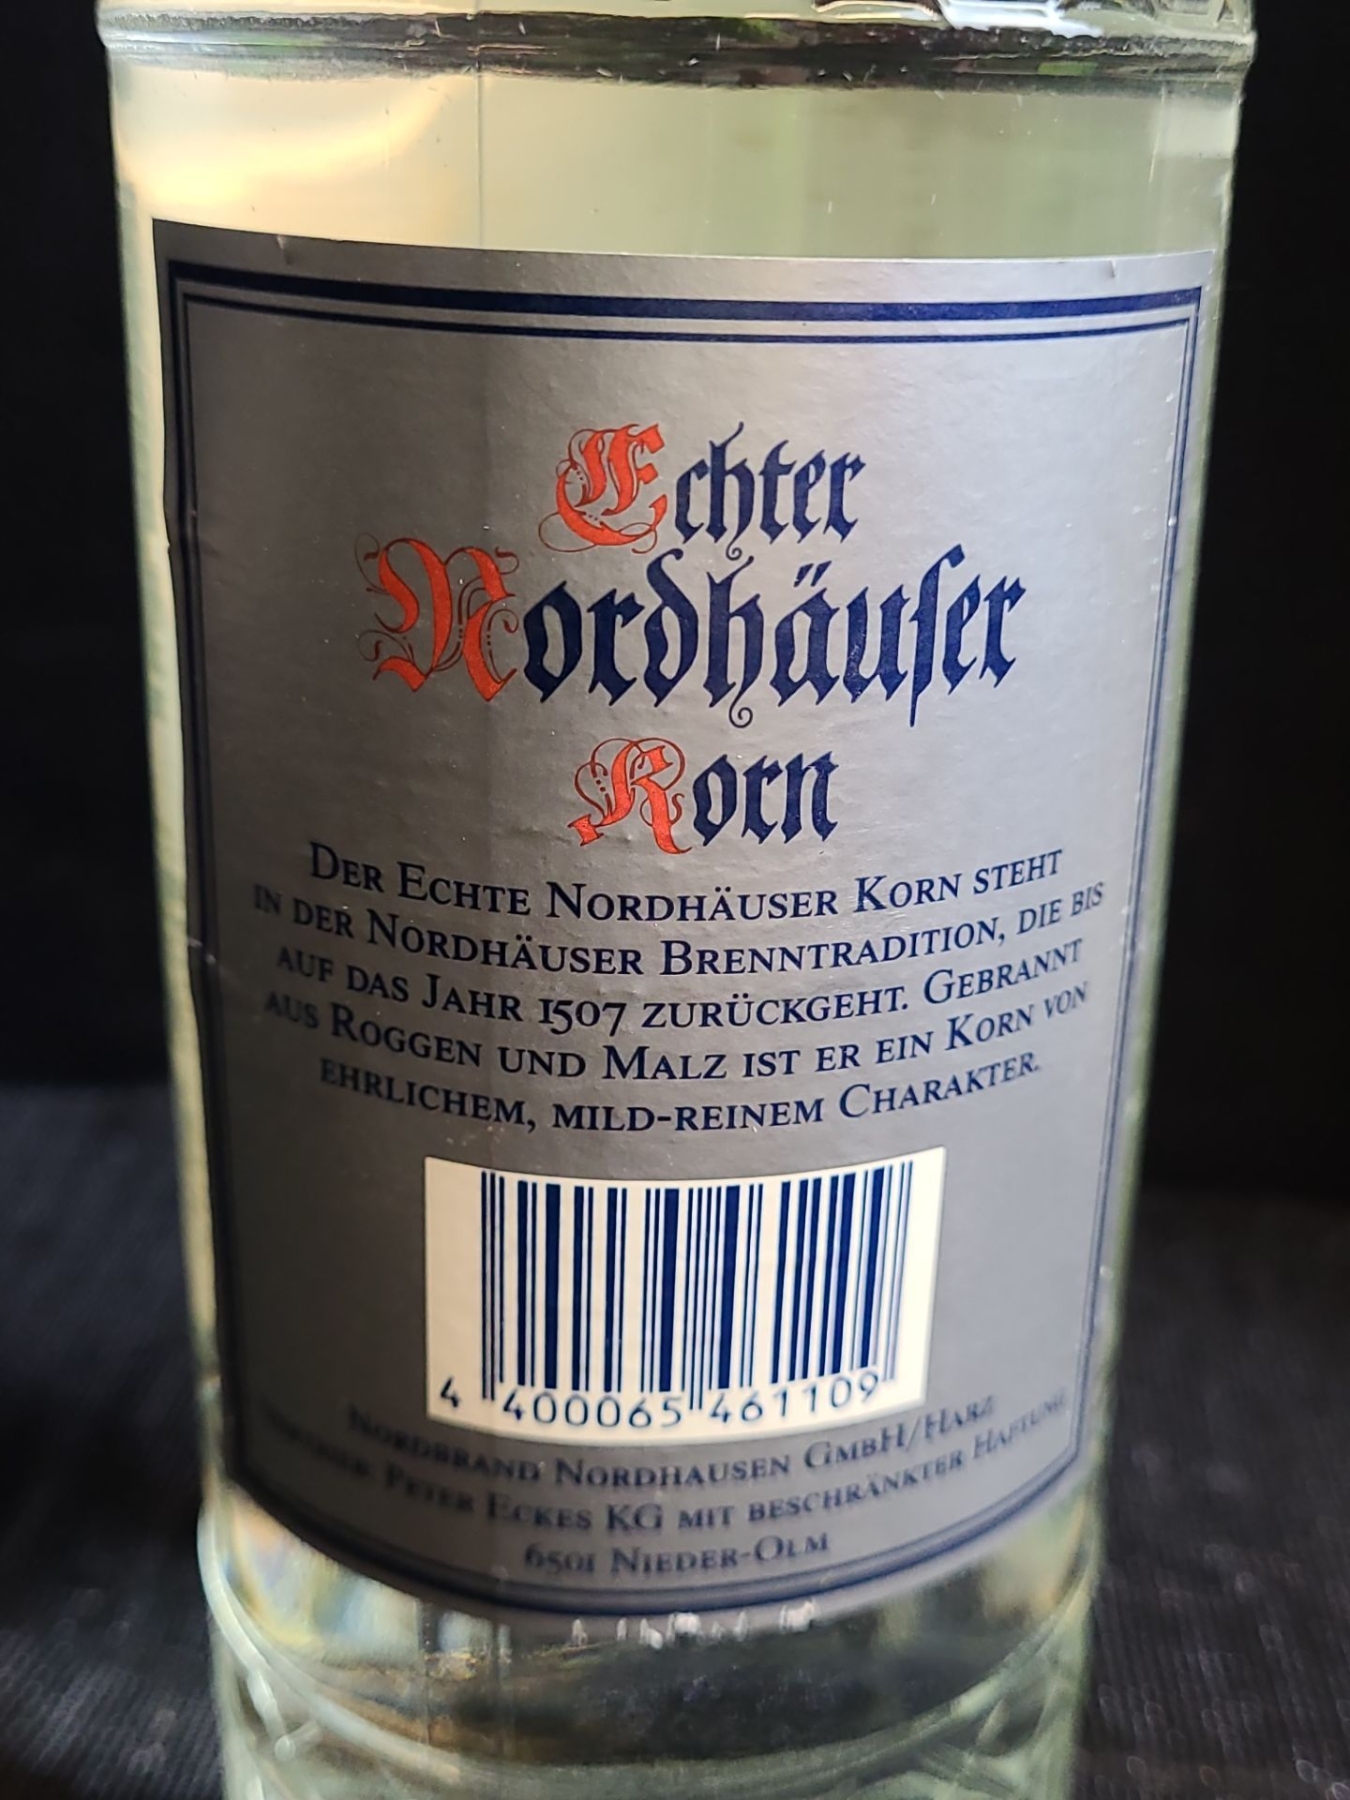 Echter
Nordhäuſer
Korn
DER ECHTE NORDHÄUSER KORN STEHT
IN DER NORDHÄUSER BRENNTRADITION, DIE BIS
AUF DAS JAHR 1507 ZURÜCKGEHT. GEBRANNT
AUS ROGGEN UND MALZ IST ER EIN KORN VON
EHRLICHEM, MILD-REINEM CHARAKTER.
4 400065 461109
NORDBRAND NORDHAUSEN GMBH/HARZ
VERTRIEB PETER ECKES KG MIT BESCHRÄNKTER HAFTUNG
6501 NIEDER-OLM